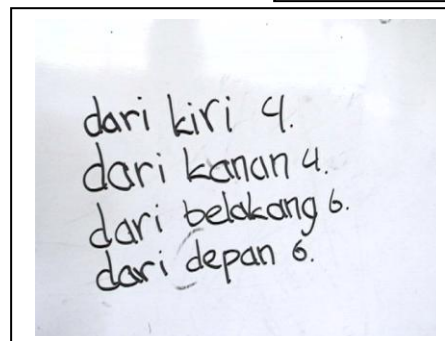 dari kiri 4.
dari kanan 4.
dari belakang 6.
dari depan 6.